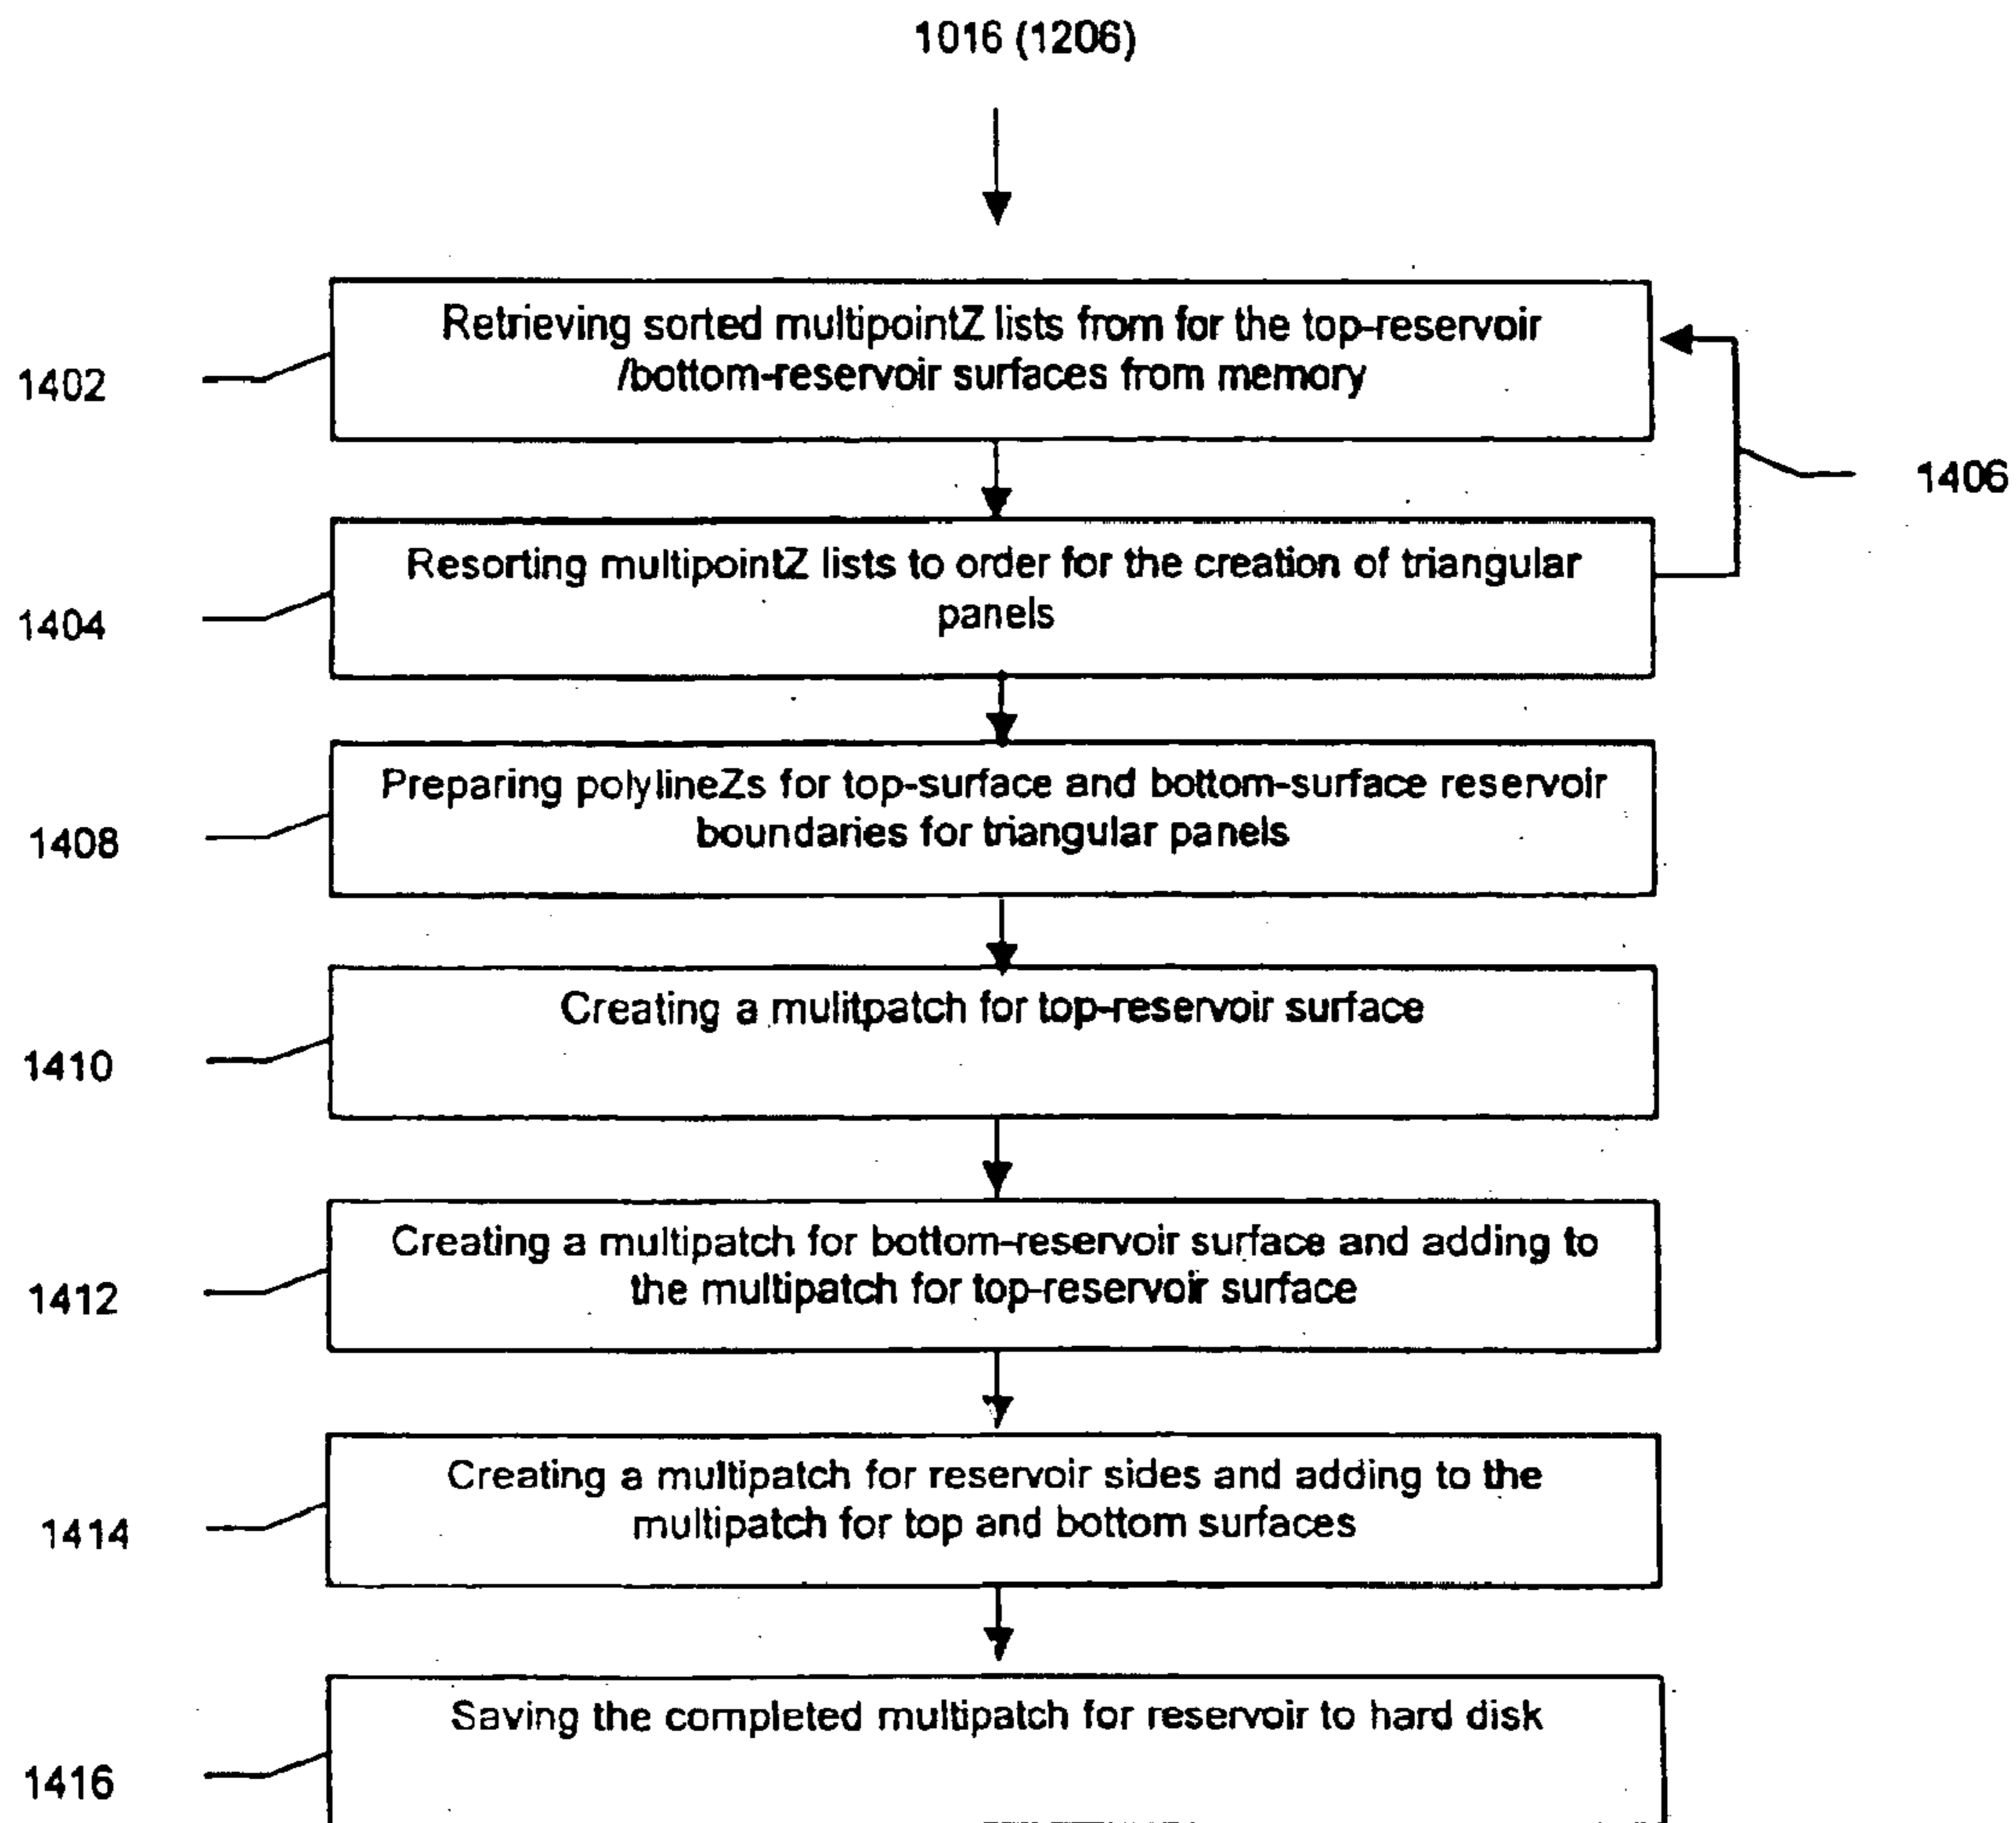 1016 (1206)
Retrieving sorted multipointZ lists from for the top-reservoir
/bottom-reservoir surfaces from memory
1402
1406
Resorting multipointZ lists to order for the creation of triangular
panels
1404
Preparing polylineZs for top-surface and bottom-surface reservoir
boundaries for triangular panels
1408
Creating a mulitpatch for top-reservoir surface
1410
Creating a multipatch for bottom-reservoir surface and adding to
the multipatch for top-reservoir surface
1412
Creating a multipatch for reservoir sides and adding to the
multipatch for top and bottom surfaces
1414
Saving the completed multipatch for reservoir to hard disk
1416